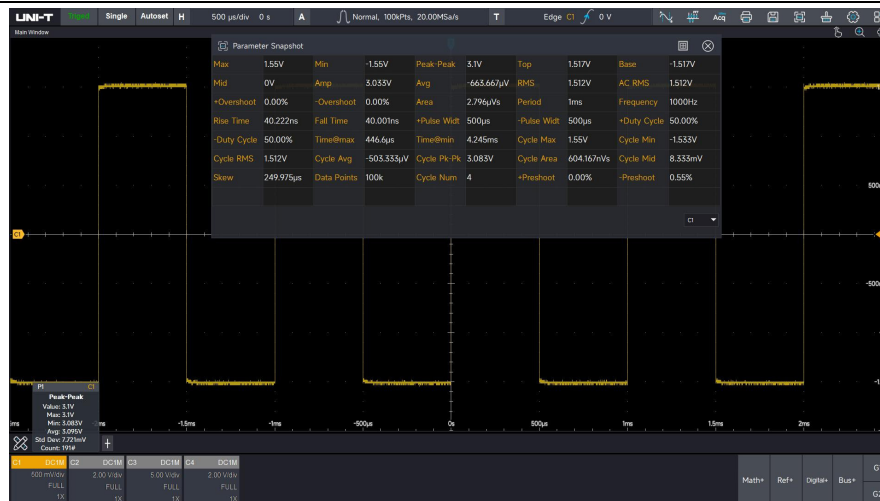 UNI-T Triged Single Autoset H 500 μs/div 0 s A Normal, 100kPts, 20.00MSa/s T Edge C1 0 V Acq
Main Window
Parameter Snapshot
Max 1.55V Min -1.55V Peak-Peak 3.1V Top 1.517V Base -1.517V
Mid 0V Amp 3.033V Avg -663.667μV RMS 1.512V AC RMS 1.512V
+Overshoot 0.00% -Overshoot 0.00% Area 2.796μVs Period 1ms Frequency 1000Hz
Rise Time 40.222ns Fall Time 40.001ns +Pulse Widt 500μs -Pulse Widt 500μs +Duty Cycle 50.00%
-Duty Cycle 50.00% Time@max 446.6μs Time@min 4.245ms Cycle Max 1.55V Cycle Min -1.533V
Cycle RMS 1.512V Cycle Avg -503.333μV Cycle Pk-Pk 3.083V Cycle Area 604.167nVs Cycle Mid 8.333mV
Skew 249.975μs Data Points 100k Cycle Num 4 +Preshoot 0.00% -Preshoot 0.55%
C1
500
C1
-500
P1 C1
Peak-Peak
Value: 3.1V
Max: 3.1V
Min: 3.083V
Avg: 3.095V
Std Dev: 7.721mV
Count: 191#
-1.5ms -1ms -500μs 0s 500μs 1ms 1.5ms 2ms
C1 DC1M C2 DC1M C3 DC1M C4 DC1M
500 mV/div 2.00 V/div 5.00 V/div 2.00 V/div
FULL FULL FULL FULL
1X 1X 1X 1X
Math+ Ref+ Digital+ Bus+